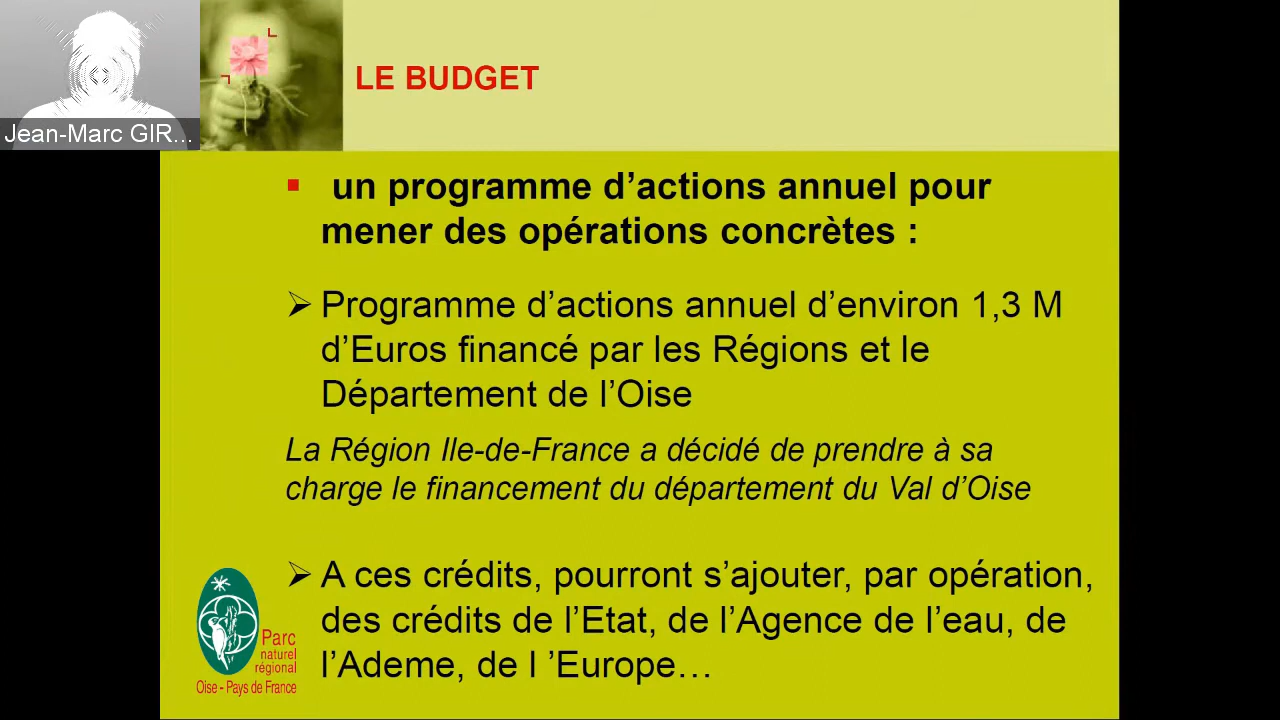 Jean-Marc GIR...
LE BUDGET
▪ un programme d’actions annuel pour
mener des opérations concrètes :
➢ Programme d’actions annuel d’environ 1,3 M
d’Euros financé par les Régions et le
Département de l’Oise
La Région Ile-de-France a décidé de prendre à sa
charge le financement du département du Val d’Oise
➢ A ces crédits, pourront s’ajouter, par opération,
des crédits de l’Etat, de l’Agence de l’eau, de
l’Ademe, de l ’Europe…
Parc
naturel
régional
Oise - Pays de France